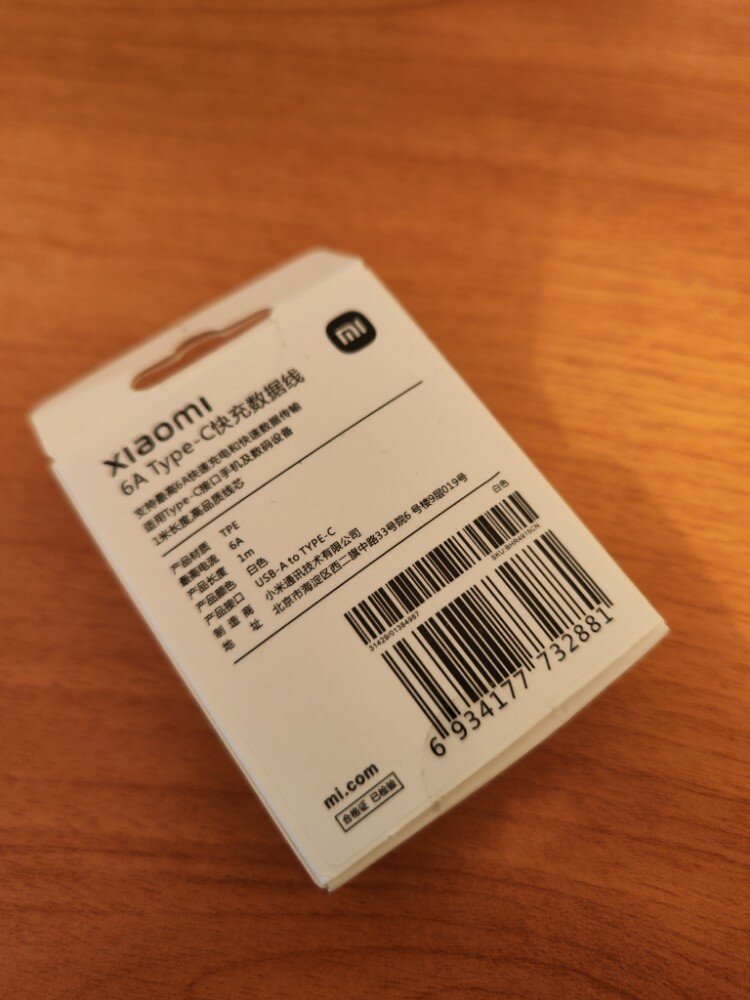 mi
xiaomi
6A Type-C快充数据线
支持最高6A快速充电和快速数据传输
适用Type-C接口手机及数码设备
1米长度,高品质线芯
产品材质 TPE
最高电流 6A
产品长度 1m
产品颜色 白色
产品接口 USB-A to TYPE-C
制造商 小米通讯技术有限公司
地址 北京市海淀区西二旗中路33号院6 号楼9层019号
白色
31429/01384987
SKU:BHR4915CN
6 934177 732881
mi.com
合格证 已检验